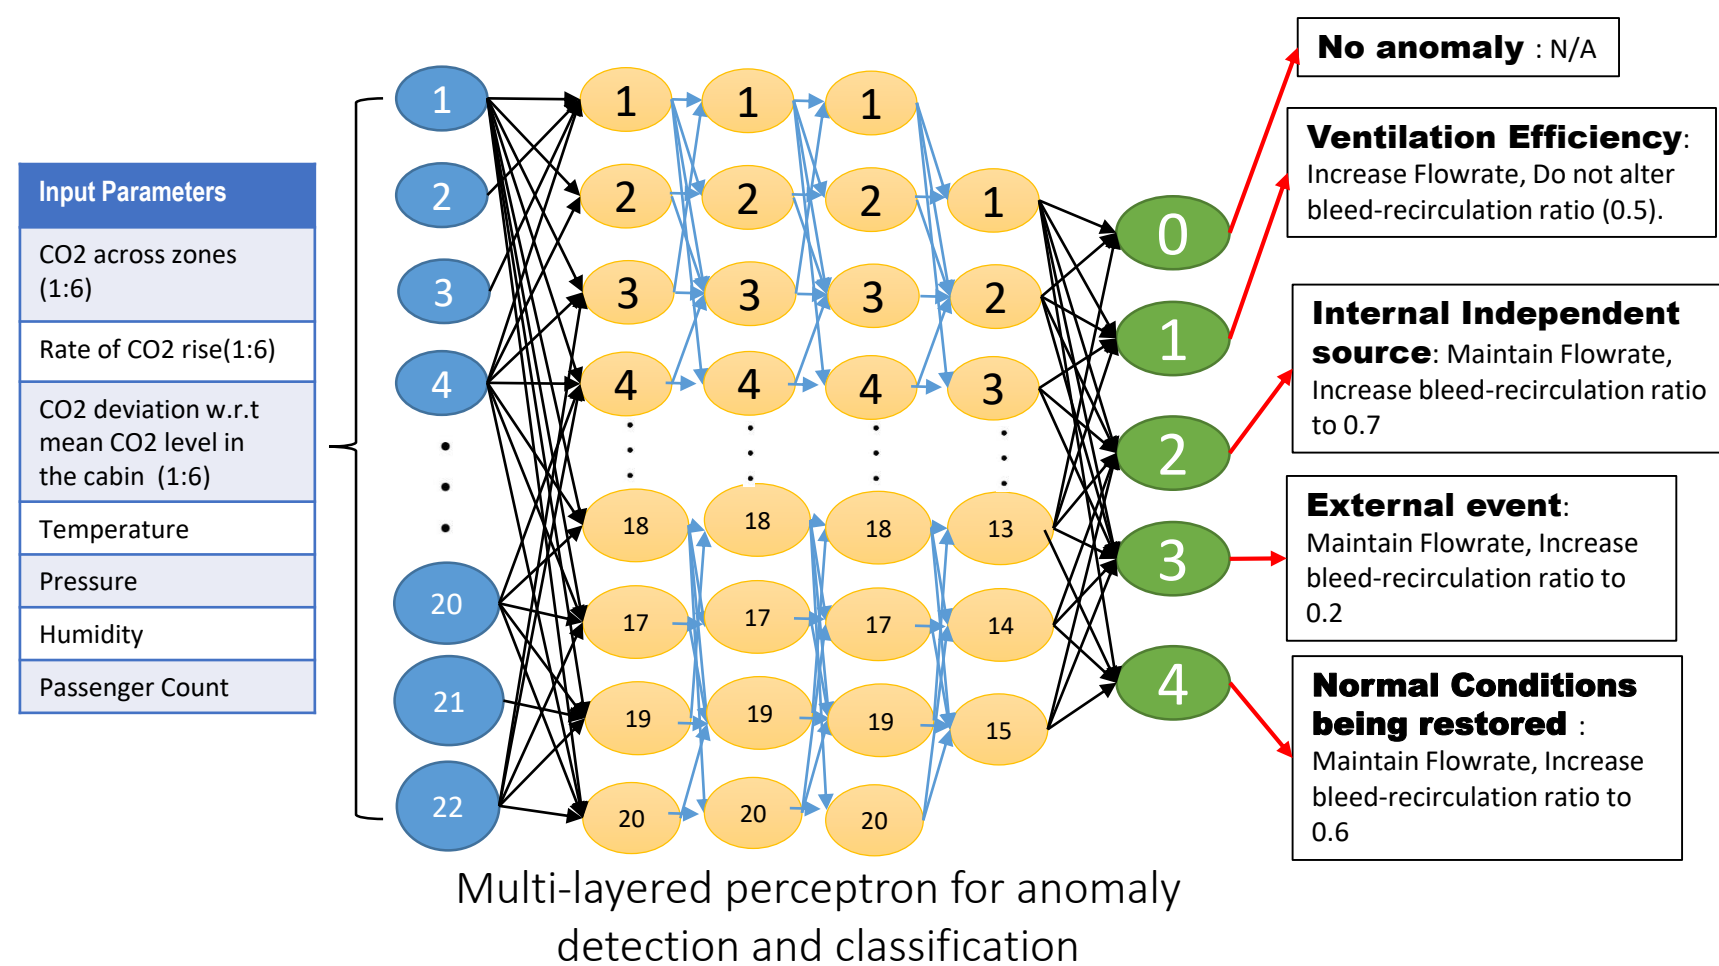 Input Parameters
CO2 across zones
(1:6)
Rate of CO2 rise(1:6)
CO2 deviation w.r.t
mean CO2 level in
the cabin (1:6)
Temperature
Pressure
Humidity
Passenger Count
1
2
3
4
20
21
22
1
2
3
4
18
17
19
20
1
2
3
4
18
17
19
20
1
2
3
4
18
17
19
20
1
2
3
13
14
15
0
1
2
3
4
No anomaly : N/A
Ventilation Efficiency:
Increase Flowrate, Do not alter
bleed-recirculation ratio (0.5).
Internal Independent
source: Maintain Flowrate,
Increase bleed-recirculation ratio
to 0.7
External event:
Maintain Flowrate, Increase
bleed-recirculation ratio to
0.2
Normal Conditions
being restored :
Maintain Flowrate, Increase
bleed-recirculation ratio to
0.6
Multi-layered perceptron for anomaly
detection and classification